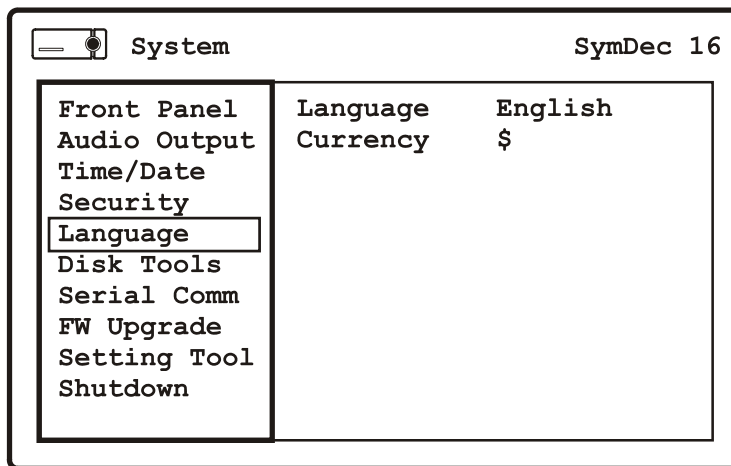 System SymDec 16
Front Panel
Audio Output
Time/Date
Security
Language
Disk Tools
Serial Comm
FW Upgrade
Setting Tool
Shutdown
Language English
Currency $